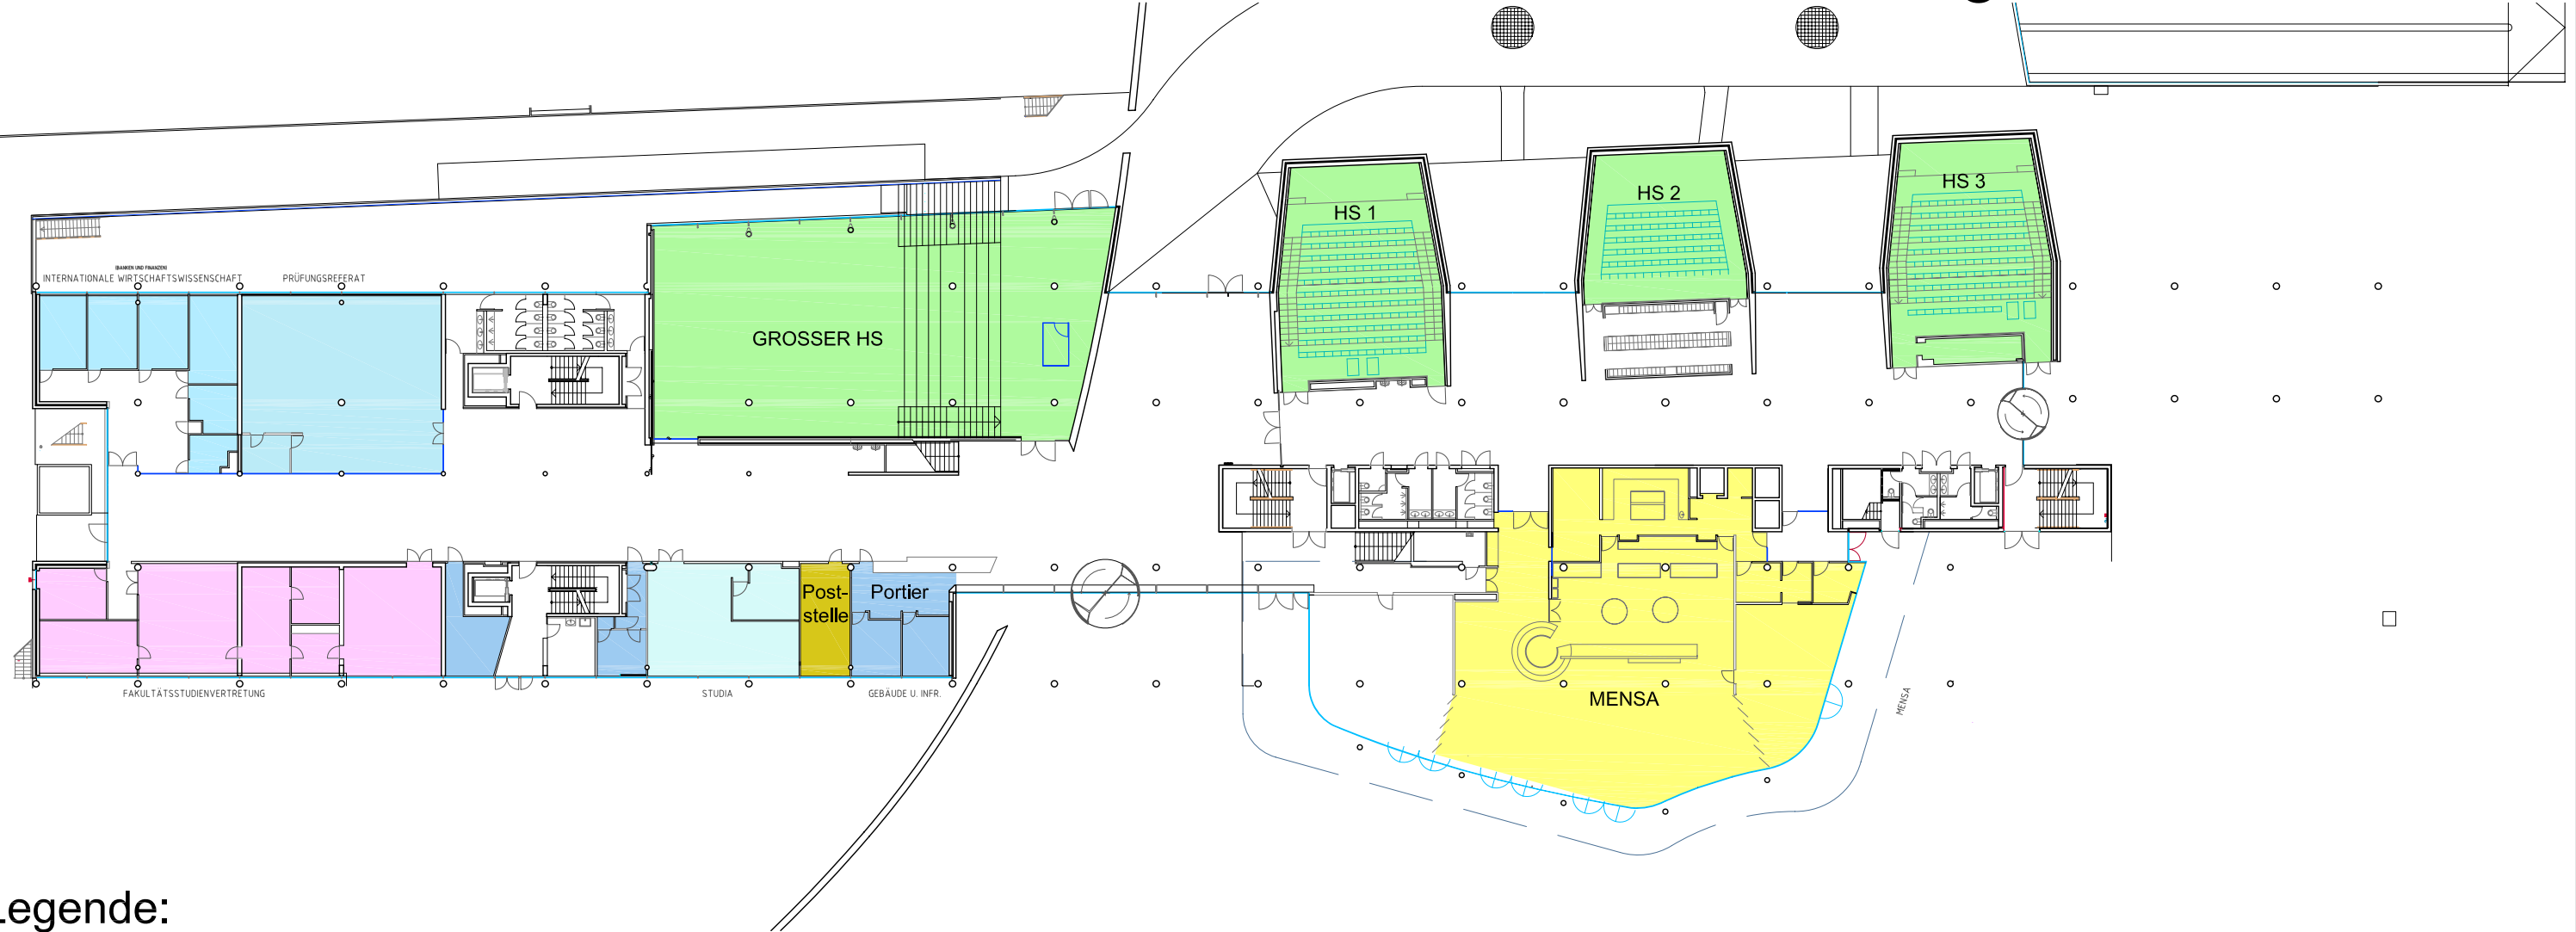 HS 3
HS 2
HS 1
(BANKEN UND FINANZEN)
INTERNATIONALE WIRTSCHAFTSWISSENSCHAFT
PRÜFUNGSREFERAT
GROSSER HS
Post-
stelle
Portier
FAKULTÄTSSTUDIENVERTRETUNG
STUDIA
GEBÄUDE U. INFR.
MENSA
MENSA
Legende: